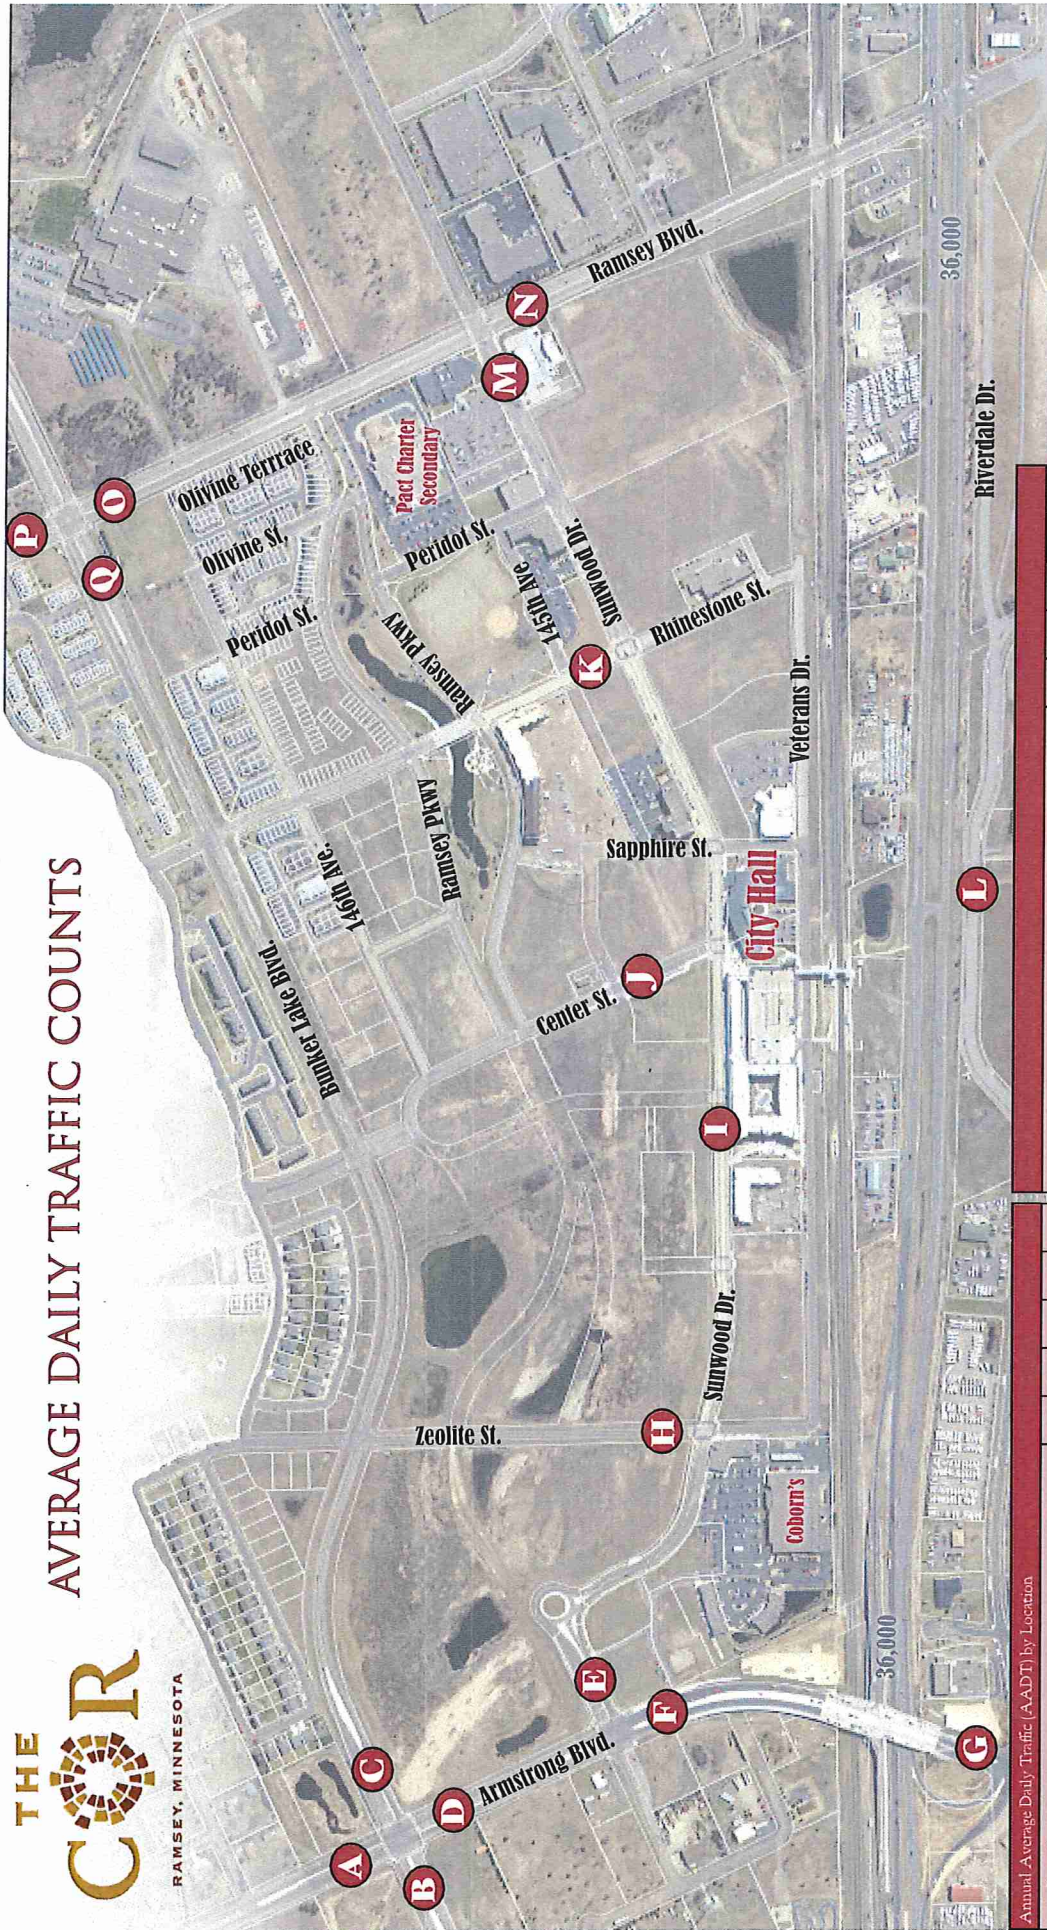 THE
COR
RAMSEY, MINNESOTA
AVERAGE DAILY TRAFFIC COUNTS
A
B
C
D
E
F
G
H
I
J
K
L
M
N
O
P
Q
Armstrong Blvd.
Zeolite St.
Sunwood Dr.
Coborn's
36,000
Bunker Lake Blvd.
146th Ave.
Ramsey Pkwy
Center St.
Sapphire St.
City Hall
Veterans Dr.
Ramsey Pkwy
145th Ave
Sunwood Dr.
Rhinestone St.
Peridot St.
Peridot St.
Olivine St,
Olivine Terrrace
Pact Charter
Secondary
Ramsey Blvd.
36,000
Riverdale Dr.
Annual Average Daily Traffic (AADT) by Location